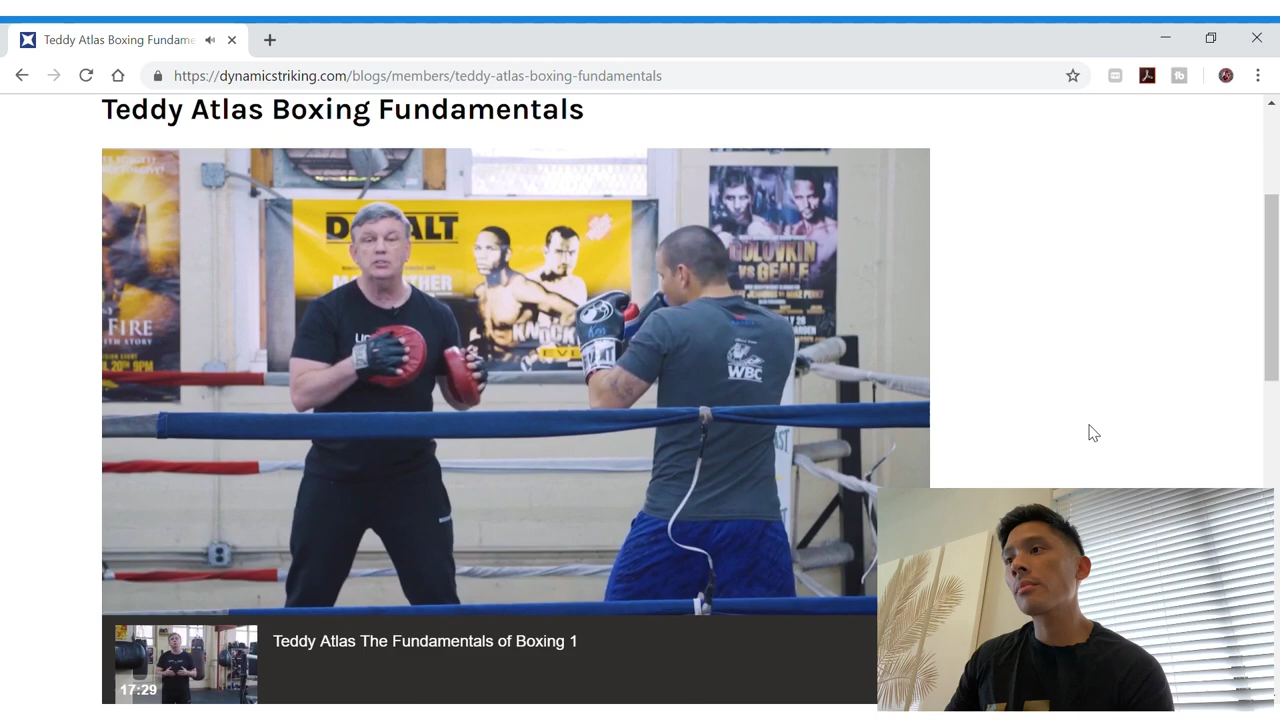 Teddy Atlas Boxing Fundame
https://dynamicstriking.com/blogs/members/teddy-atlas-boxing-fundamentals
Teddy Atlas Boxing Fundamentals
GOLOVKIN
VS GEALE
FIRE
WBC
Teddy Atlas The Fundamentals of Boxing 1
17:29